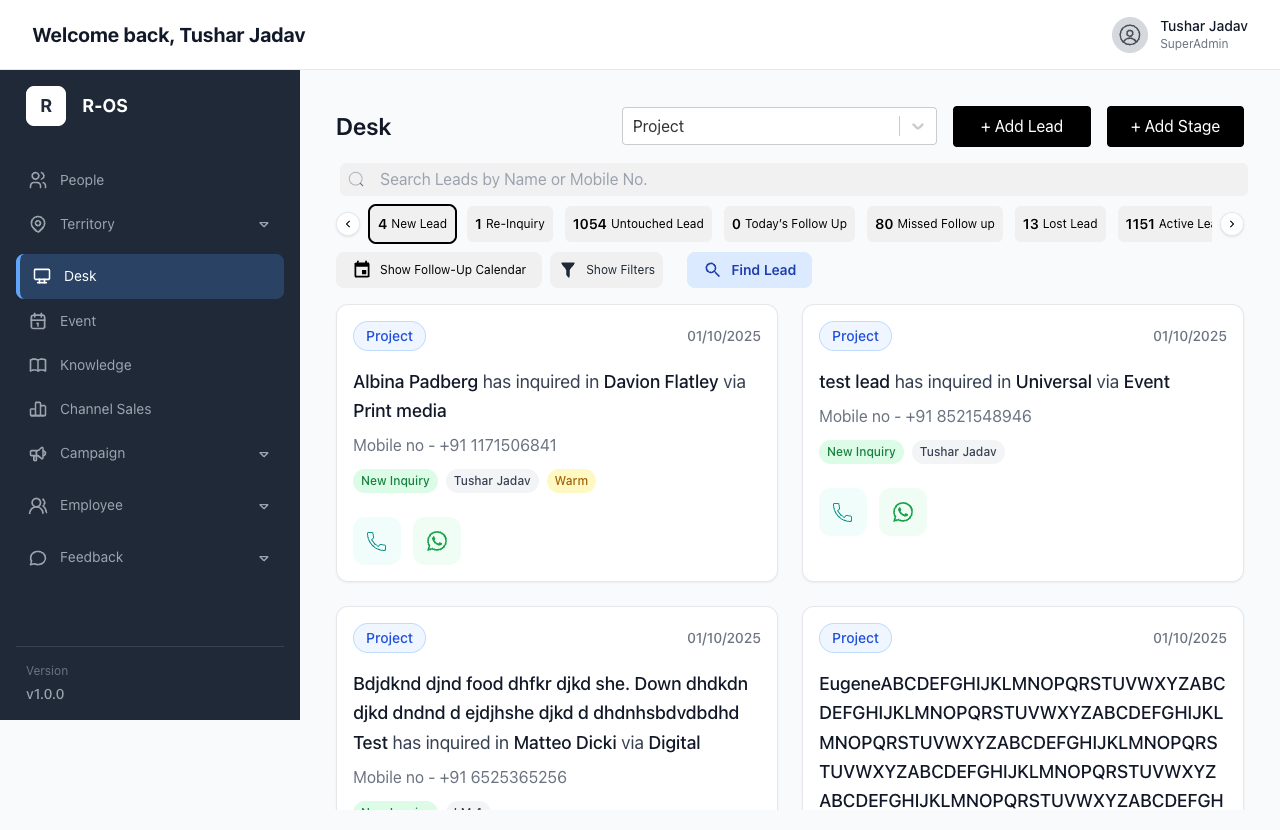 Welcome back, Tushar Jadav
Tushar Jadav
SuperAdmin
R R-OS
People
Territory
Desk
Event
Knowledge
Channel Sales
Campaign
Employee
Feedback
Version
v1.0.0
Desk
Project
+ Add Lead
+ Add Stage
Search Leads by Name or Mobile No.
4 New Lead 1 Re-Inquiry 1054 Untouched Lead 0 Today's Follow Up 80 Missed Follow up 13 Lost Lead 1151 Active
Show Follow-Up Calendar Show Filters Find Lead
Project 01/10/2025
Albina Padberg has inquired in Davion Flatley via
Print media
Mobile no - +91 1171506841
New Inquiry Tushar Jadav Warm
Project 01/10/2025
test lead has inquired in Universal via Event
Mobile no - +91 8521548946
New Inquiry Tushar Jadav
Project 01/10/2025
Bdjdknd djnd food dhfkr djkd she. Down dhdkdn
djkd dndnd d ejdjhshe djkd d dhdnhsbdvdbdhd
Test has inquired in Matteo Dicki via Digital
Mobile no - +91 6525365256
Project 01/10/2025
EugeneABCDEFGHIJKLMNOPQRSTUVWXYZABC
DEFGHIJKLMNOPQRSTUVWXYZABCDEFGHIJKL
MNOPQRSTUVWXYZABCDEFGHIJKLMNOPQRS
TUVWXYZABCDEFGHIJKLMNOPQRSTUVWXYZ
ABCDEFGHIJKLMNOPQRSTUVWXYZABCDEFGH